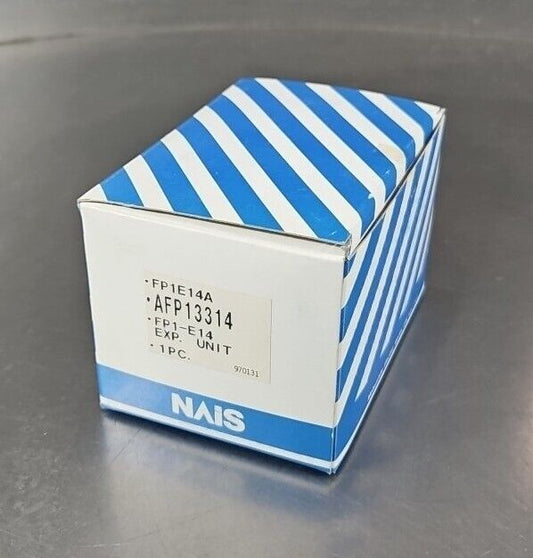 ·FP1E14A
·AFP13314
·FP1-E14
EXP. UNIT
·1PC.
970131
NAiS